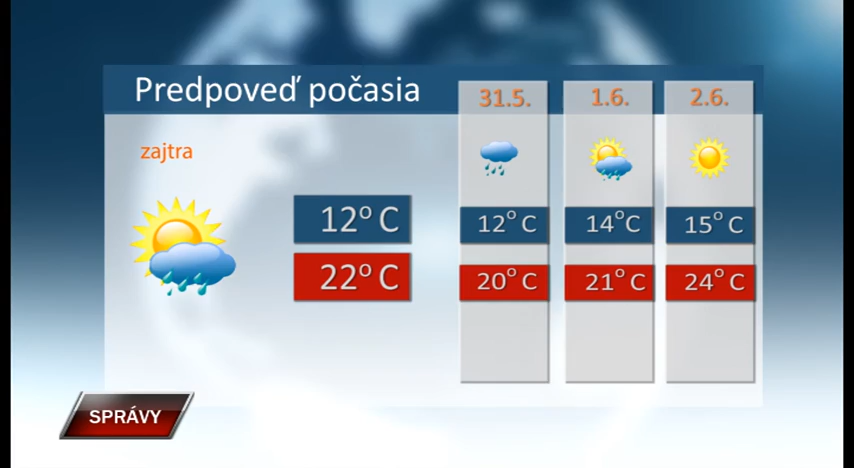 Predpoveď počasia
zajtra
12° C
22° C
31.5.
12° C
20° C
1.6.
14°C
21° C
2.6.
15° C
24° C
SPRÁVY